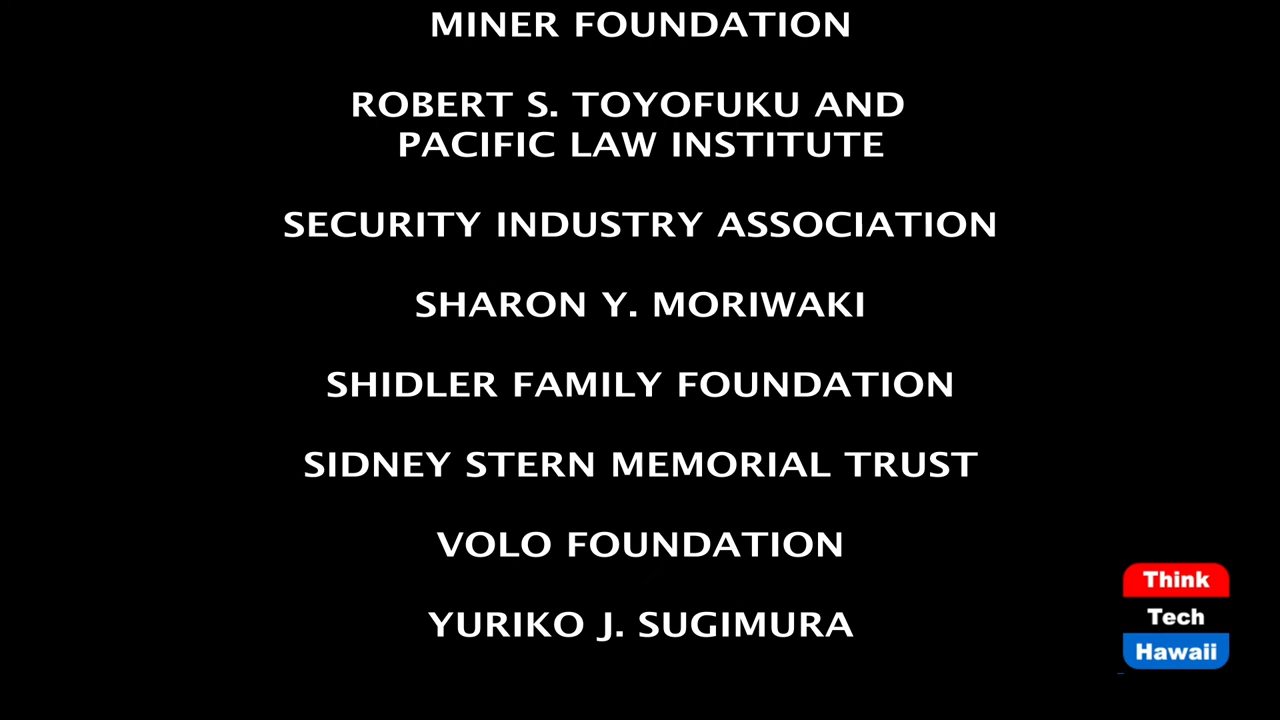 MINER FOUNDATION
ROBERT S. TOYOFUKU AND
PACIFIC LAW INSTITUTE
SECURITY INDUSTRY ASSOCIATION
SHARON Y. MORIWAKI
SHIDLER FAMILY FOUNDATION
SIDNEY STERN MEMORIAL TRUST
VOLO FOUNDATION
YURIKO J. SUGIMURA
Think
Tech
Hawaii